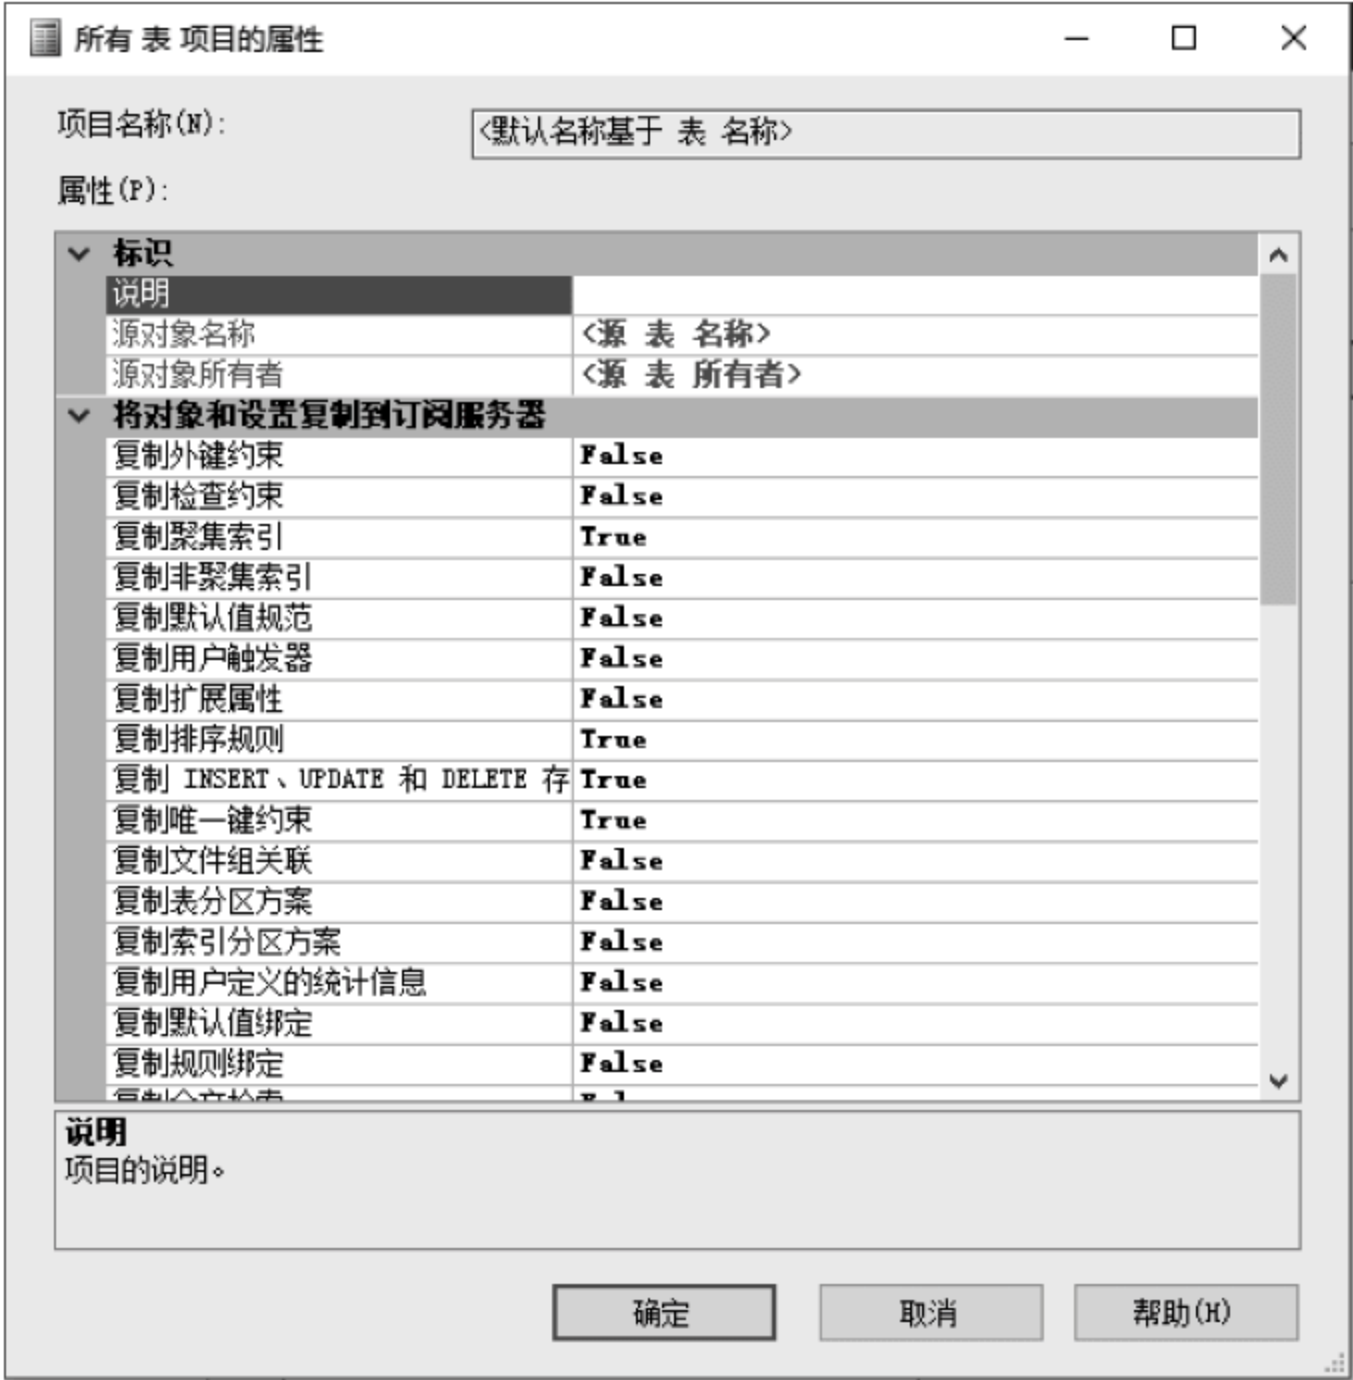 所有 表 项目的属性
项目名称(N):
<默认名称基于 表 名称>
属性(P):
标识
说明
源对象名称 <源 表 名称>
源对象所有者 <源 表 所有者>
将对象和设置复制到订阅服务器
复制外键约束 False
复制检查约束 False
复制聚集索引 True
复制非聚集索引 False
复制默认值规范 False
复制用户触发器 False
复制扩展属性 False
复制排序规则 True
复制 INSERT、UPDATE 和 DELETE 存 True
复制唯一键约束 True
复制文件组关联 False
复制表分区方案 False
复制索引分区方案 False
复制用户定义的统计信息 False
复制默认值绑定 False
复制规则绑定 False
说明
项目的说明。
确定 取消 帮助(H)